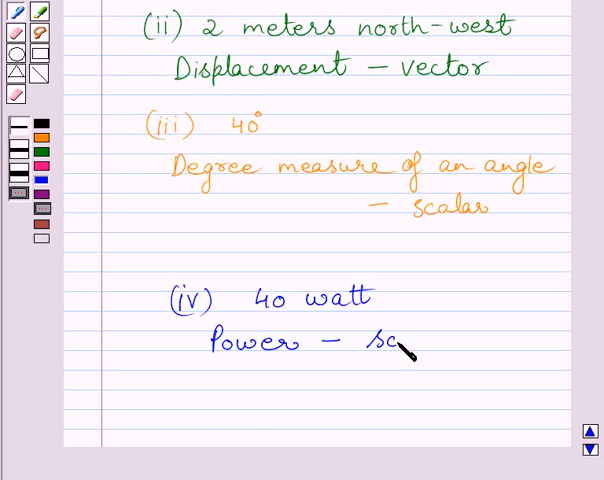 (ii) 2 meters north-west
Displacement - vector
(iii) 40°
Degree measure of an angle
- scalar
(iv) 40 watt
Power - sc